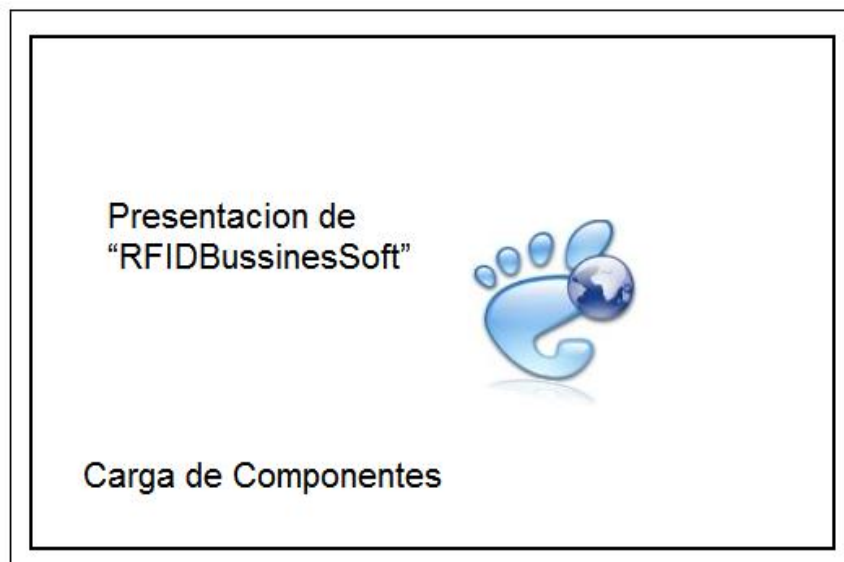 Presentacion de
“RFIDBussinesSoft”
Carga de Componentes